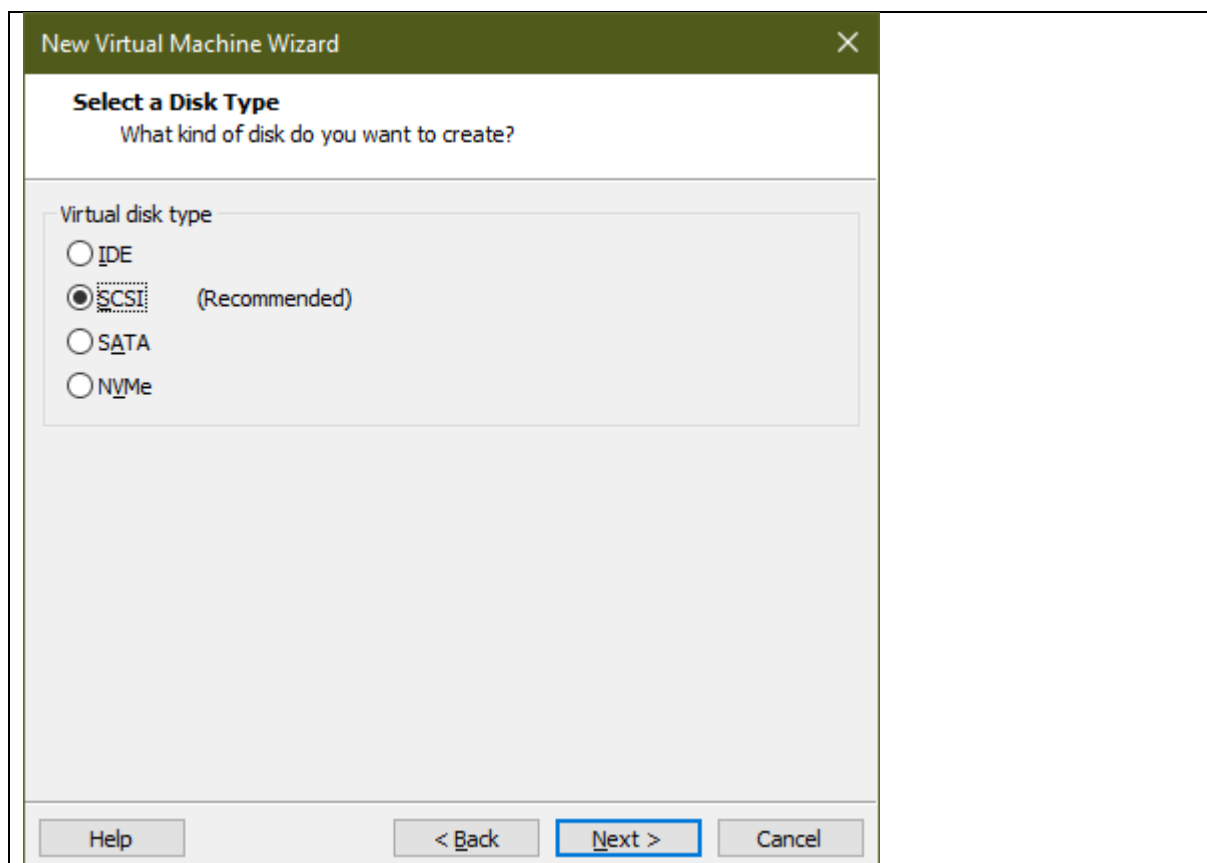 New Virtual Machine Wizard
Select a Disk Type
What kind of disk do you want to create?
Virtual disk type
IDE
SCSI (Recommended)
SATA
NVMe
Help < Back Next > Cancel